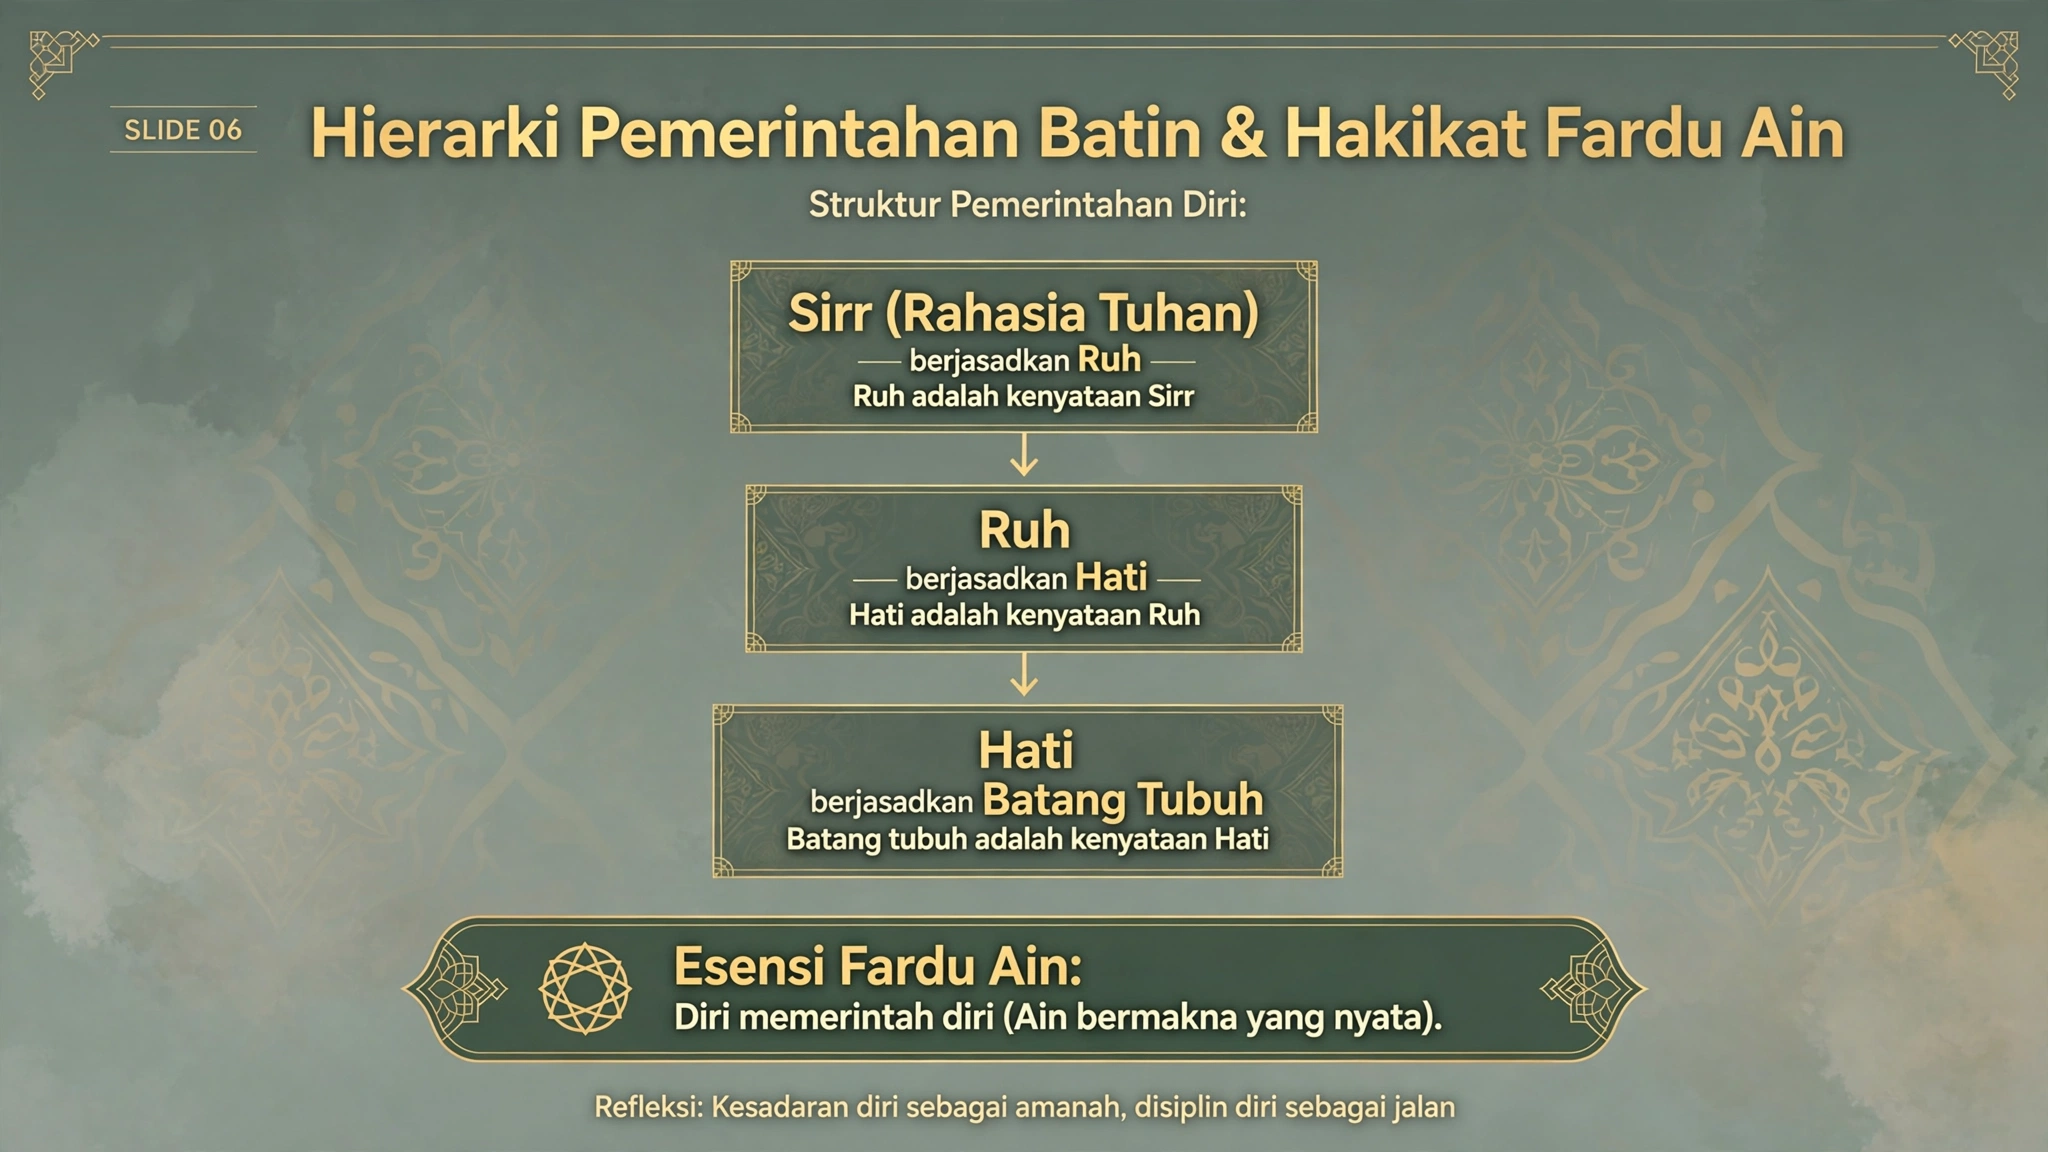 SLIDE 06
Hierarki Pemerintahan Batin & Hakikat Fardu Ain
Struktur Pemerintahan Diri:
Sirr (Rahasia Tuhan)
berjasadkan Ruh
Ruh adalah kenyataan Sirr
Ruh
berjasadkan Hati
Hati adalah kenyataan Ruh
Hati
berjasadkan Batang Tubuh
Batang tubuh adalah kenyataan Hati
Esensi Fardu Ain:
Diri memerintah diri (Ain bermakna yang nyata).
Refleksi: Kesadaran diri sebagai amanah, disiplin diri sebagai jalan